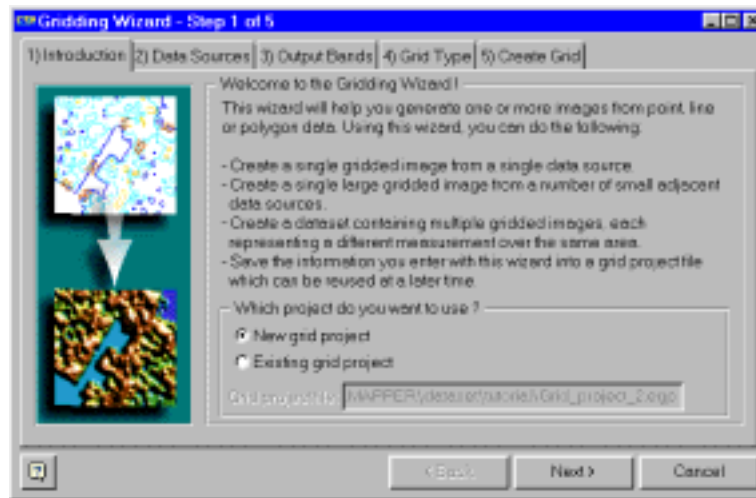 Gridding Wizard - Step 1 of 5
1) Introduction 2) Data Sources 3) Output Bands 4) Grid Type 5) Create Grid
Welcome to the Gridding Wizard!
This wizard will help you generate one or more images from point, line
or polygon data. Using this wizard, you can do the following:
- Create a single gridded image from a single data source.
- Create a single large gridded image from a number of small adjacent
data sources.
- Create a dataset containing multiple gridded images, each
representing a different measurement over the same area.
- Save the information you enter with this wizard into a grid project file
which can be reused at a later time.
Which project do you want to use ?
New grid project
Existing grid project
Grid project file: MAPPER\dataset\tutorial\Grid_project_2.egp
< Back Next > Cancel